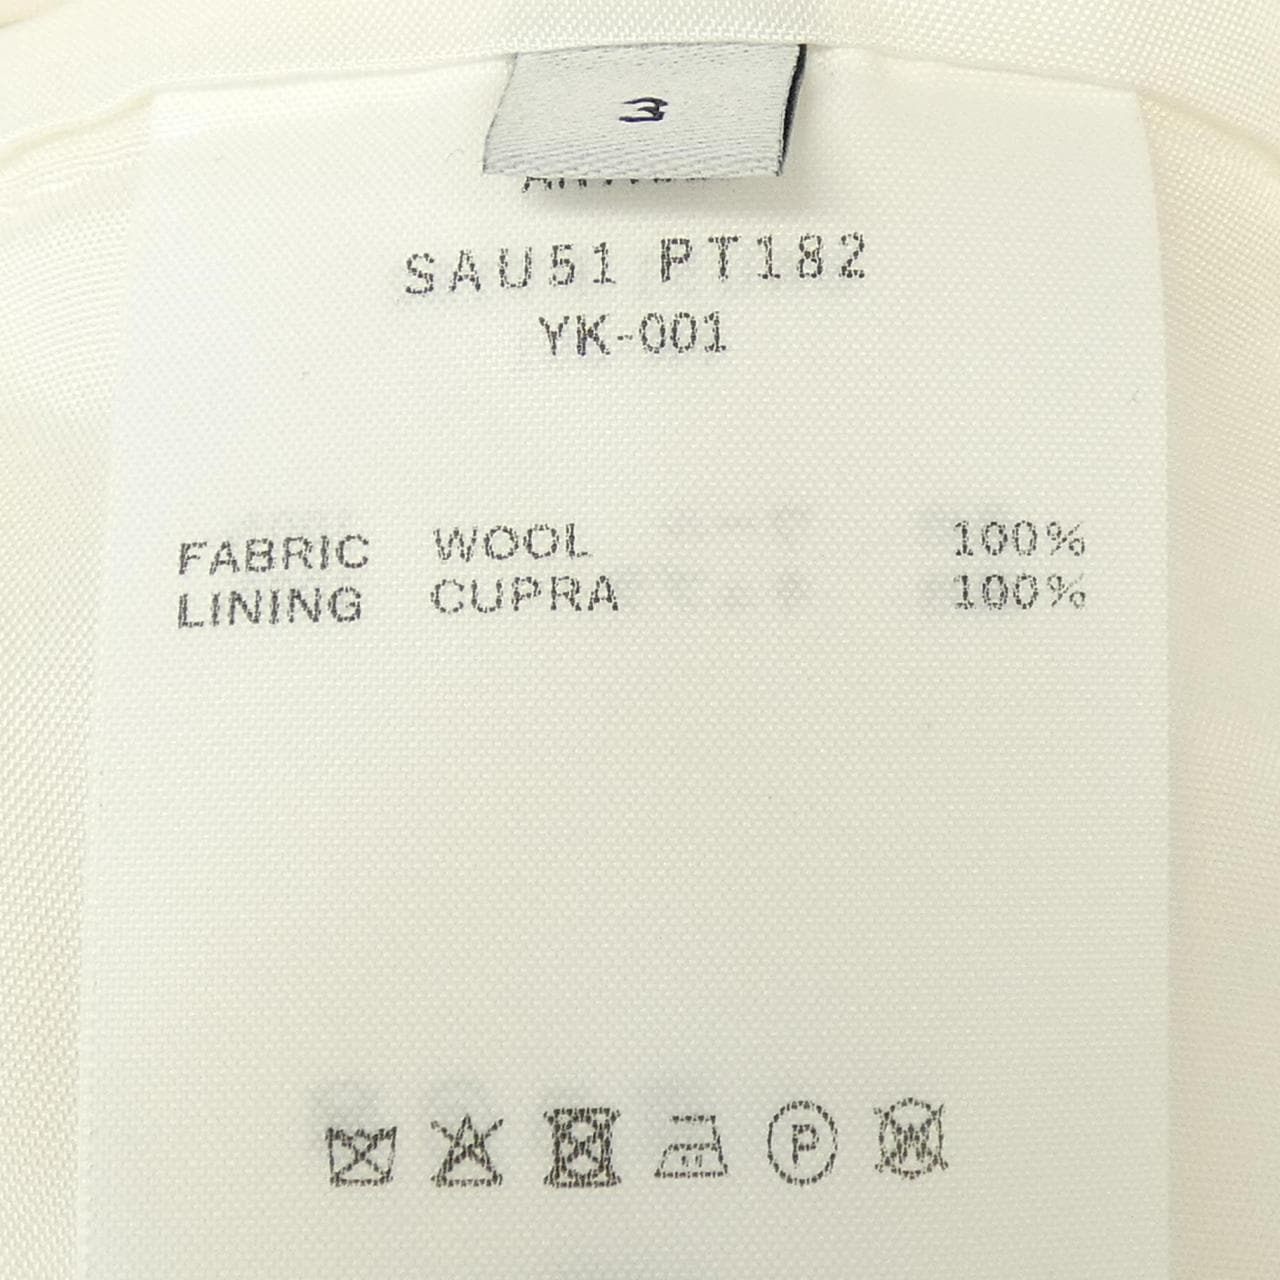 3
SAU51 PT182
YK-001
FABRIC WOOL 100%
LINING CUPRA 100%
P
W